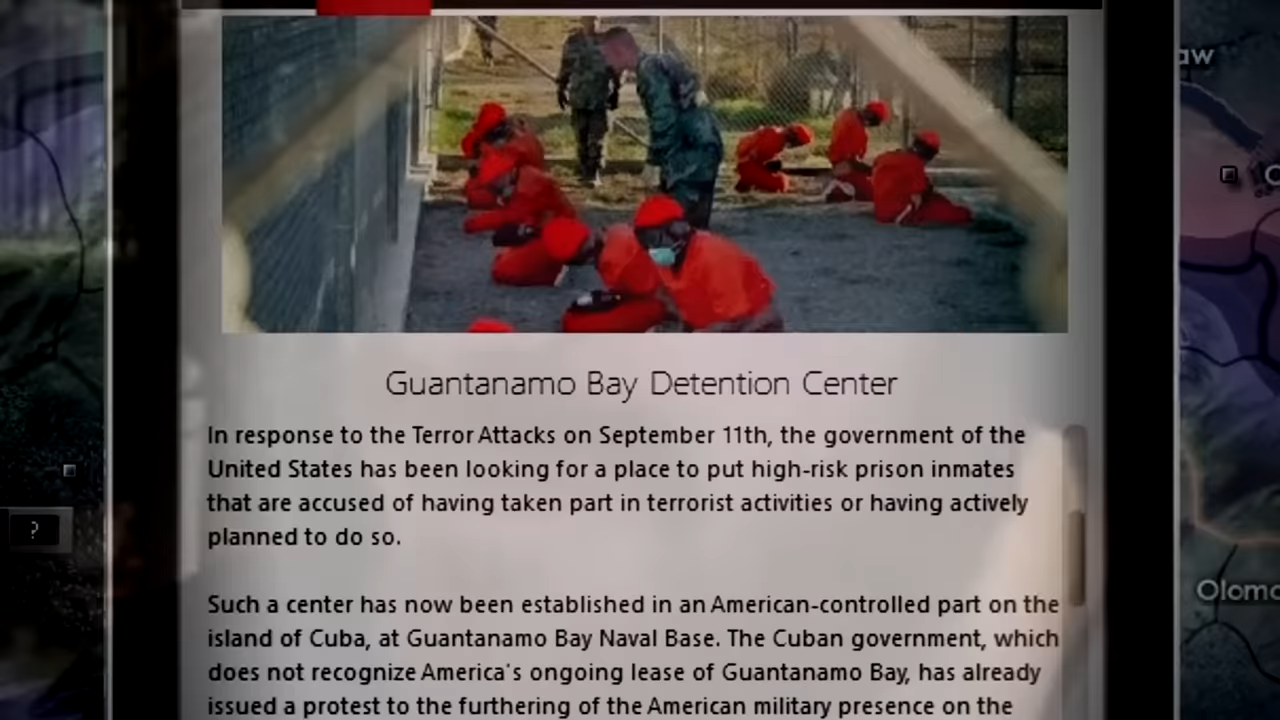 aw
Guantanamo Bay Detention Center
In response to the Terror Attacks on September 11th, the government of the
United States has been looking for a place to put high-risk prison inmates
that are accused of having taken part in terrorist activities or having actively
planned to do so.
?
Such a center has now been established in an American-controlled part on the
Olomo
island of Cuba, at Guantanamo Bay Naval Base. The Cuban government, which
does not recognize America's ongoing lease of Guantanamo Bay, has already
issued a protest to the furthering of the American military presence on the